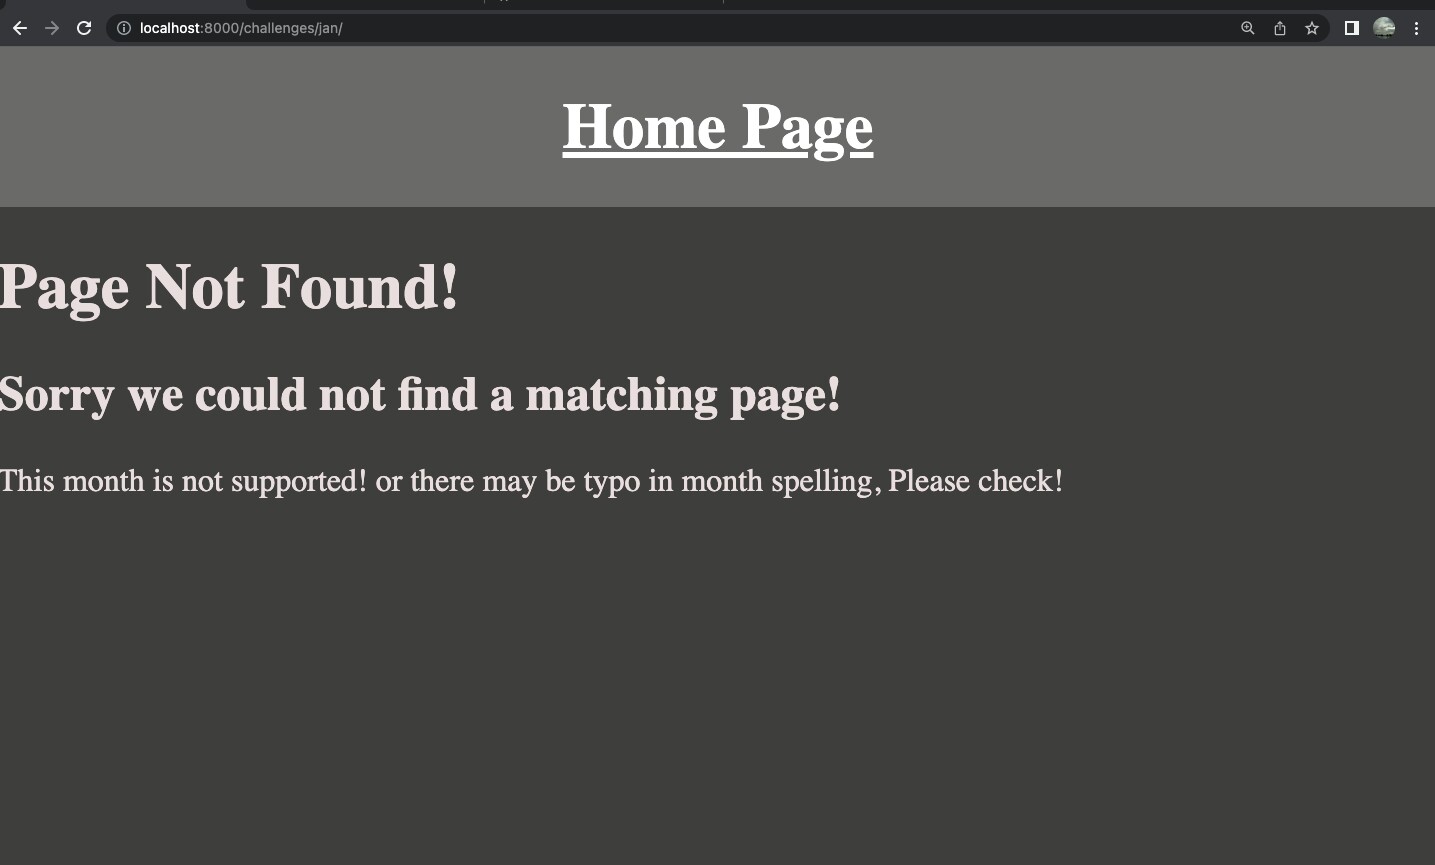 localhost:8000/challenges/jan/
Home Page
Page Not Found!
Sorry we could not find a matching page!
This month is not supported! or there may be typo in month spelling, Please check!